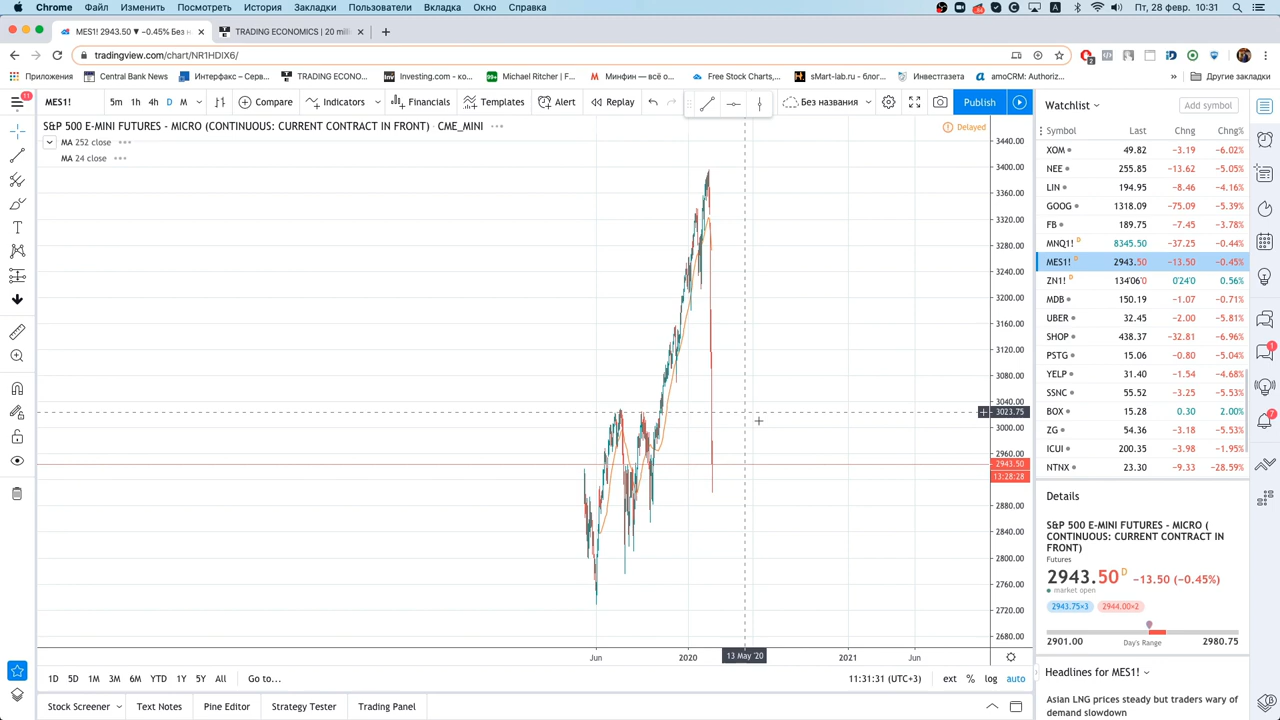 Chrome Файл Изменить Посмотреть История Закладки Пользователи Вкладка Окно Справка Пт, 28 февр. 10:31
MES1! 2943.50 ▼ −0.45% Без н
TRADING ECONOMICS | 20 mill
tradingview.com/chart/NR1HDIX6/
Приложения Central Bank News Интерфакс – Серв... TRADING ECONO... Investing.com - ко... Michael Ritcher | F... Минфин — всё о... Free Stock Charts,... sMart-lab.ru - блог... Инвестгазета amoCRM: Authoriz... » Другие закладки
11
MES1! 5m 1h 4h D M Compare Indicators Financials Templates Alert Replay Без названия Publish
S&P 500 E-MINI FUTURES - MICRO (CONTINUOUS: CURRENT CONTRACT IN FRONT) CME_MINI
Delayed
MA 252 close
MA 24 close
3440.00
3400.00
3360.00
3320.00
3280.00
3240.00
3200.00
3160.00
3120.00
3080.00
3040.00
3023.75
3000.00
2960.00
2943.50
13:28:28
2880.00
2840.00
2800.00
2760.00
2720.00
2680.00
Jun 2020 13 May '20 2021 Jun
1D 5D 1M 3M 6M YTD 1Y 5Y All Go to... 11:31:31 (UTC+3) ext % log auto
Stock Screener Text Notes Pine Editor Strategy Tester Trading Panel
Watchlist Add symbol
Symbol Last Chng Chng%
XOM 49.82 −3.19 −6.02%
NEE 255.85 −13.62 −5.05%
LIN 194.95 −8.46 −4.16%
GOOG 1318.09 −75.09 −5.39%
FB 189.75 −7.45 −3.78%
MNQ1! D 8345.50 −37.25 −0.44%
MES1! D 2943.50 −13.50 −0.45%
ZN1! D 134'06'0 0'24'0 0.56%
MDB 150.19 −1.07 −0.71%
UBER 32.45 −2.00 −5.81%
SHOP 438.37 −32.81 −6.96%
PSTG 15.06 −0.80 −5.04%
YELP 31.40 −1.54 −4.68%
SSNC 55.52 −3.25 −5.53%
BOX 15.28 0.30 2.00%
ZG 54.36 −3.18 −5.53%
ICUI 200.35 −3.98 −1.95%
NTNX 23.30 −9.33 −28.59%
Details
S&P 500 E-MINI FUTURES - MICRO (
CONTINUOUS: CURRENT CONTRACT IN
FRONT)
Futures
2943.50 D −13.50 (−0.45%)
market open
2943.75×3 2944.00×2
2901.00 Day's Range 2980.75
Headlines for MES1!
Asian LNG prices steady but traders wary of
demand slowdown
1
7